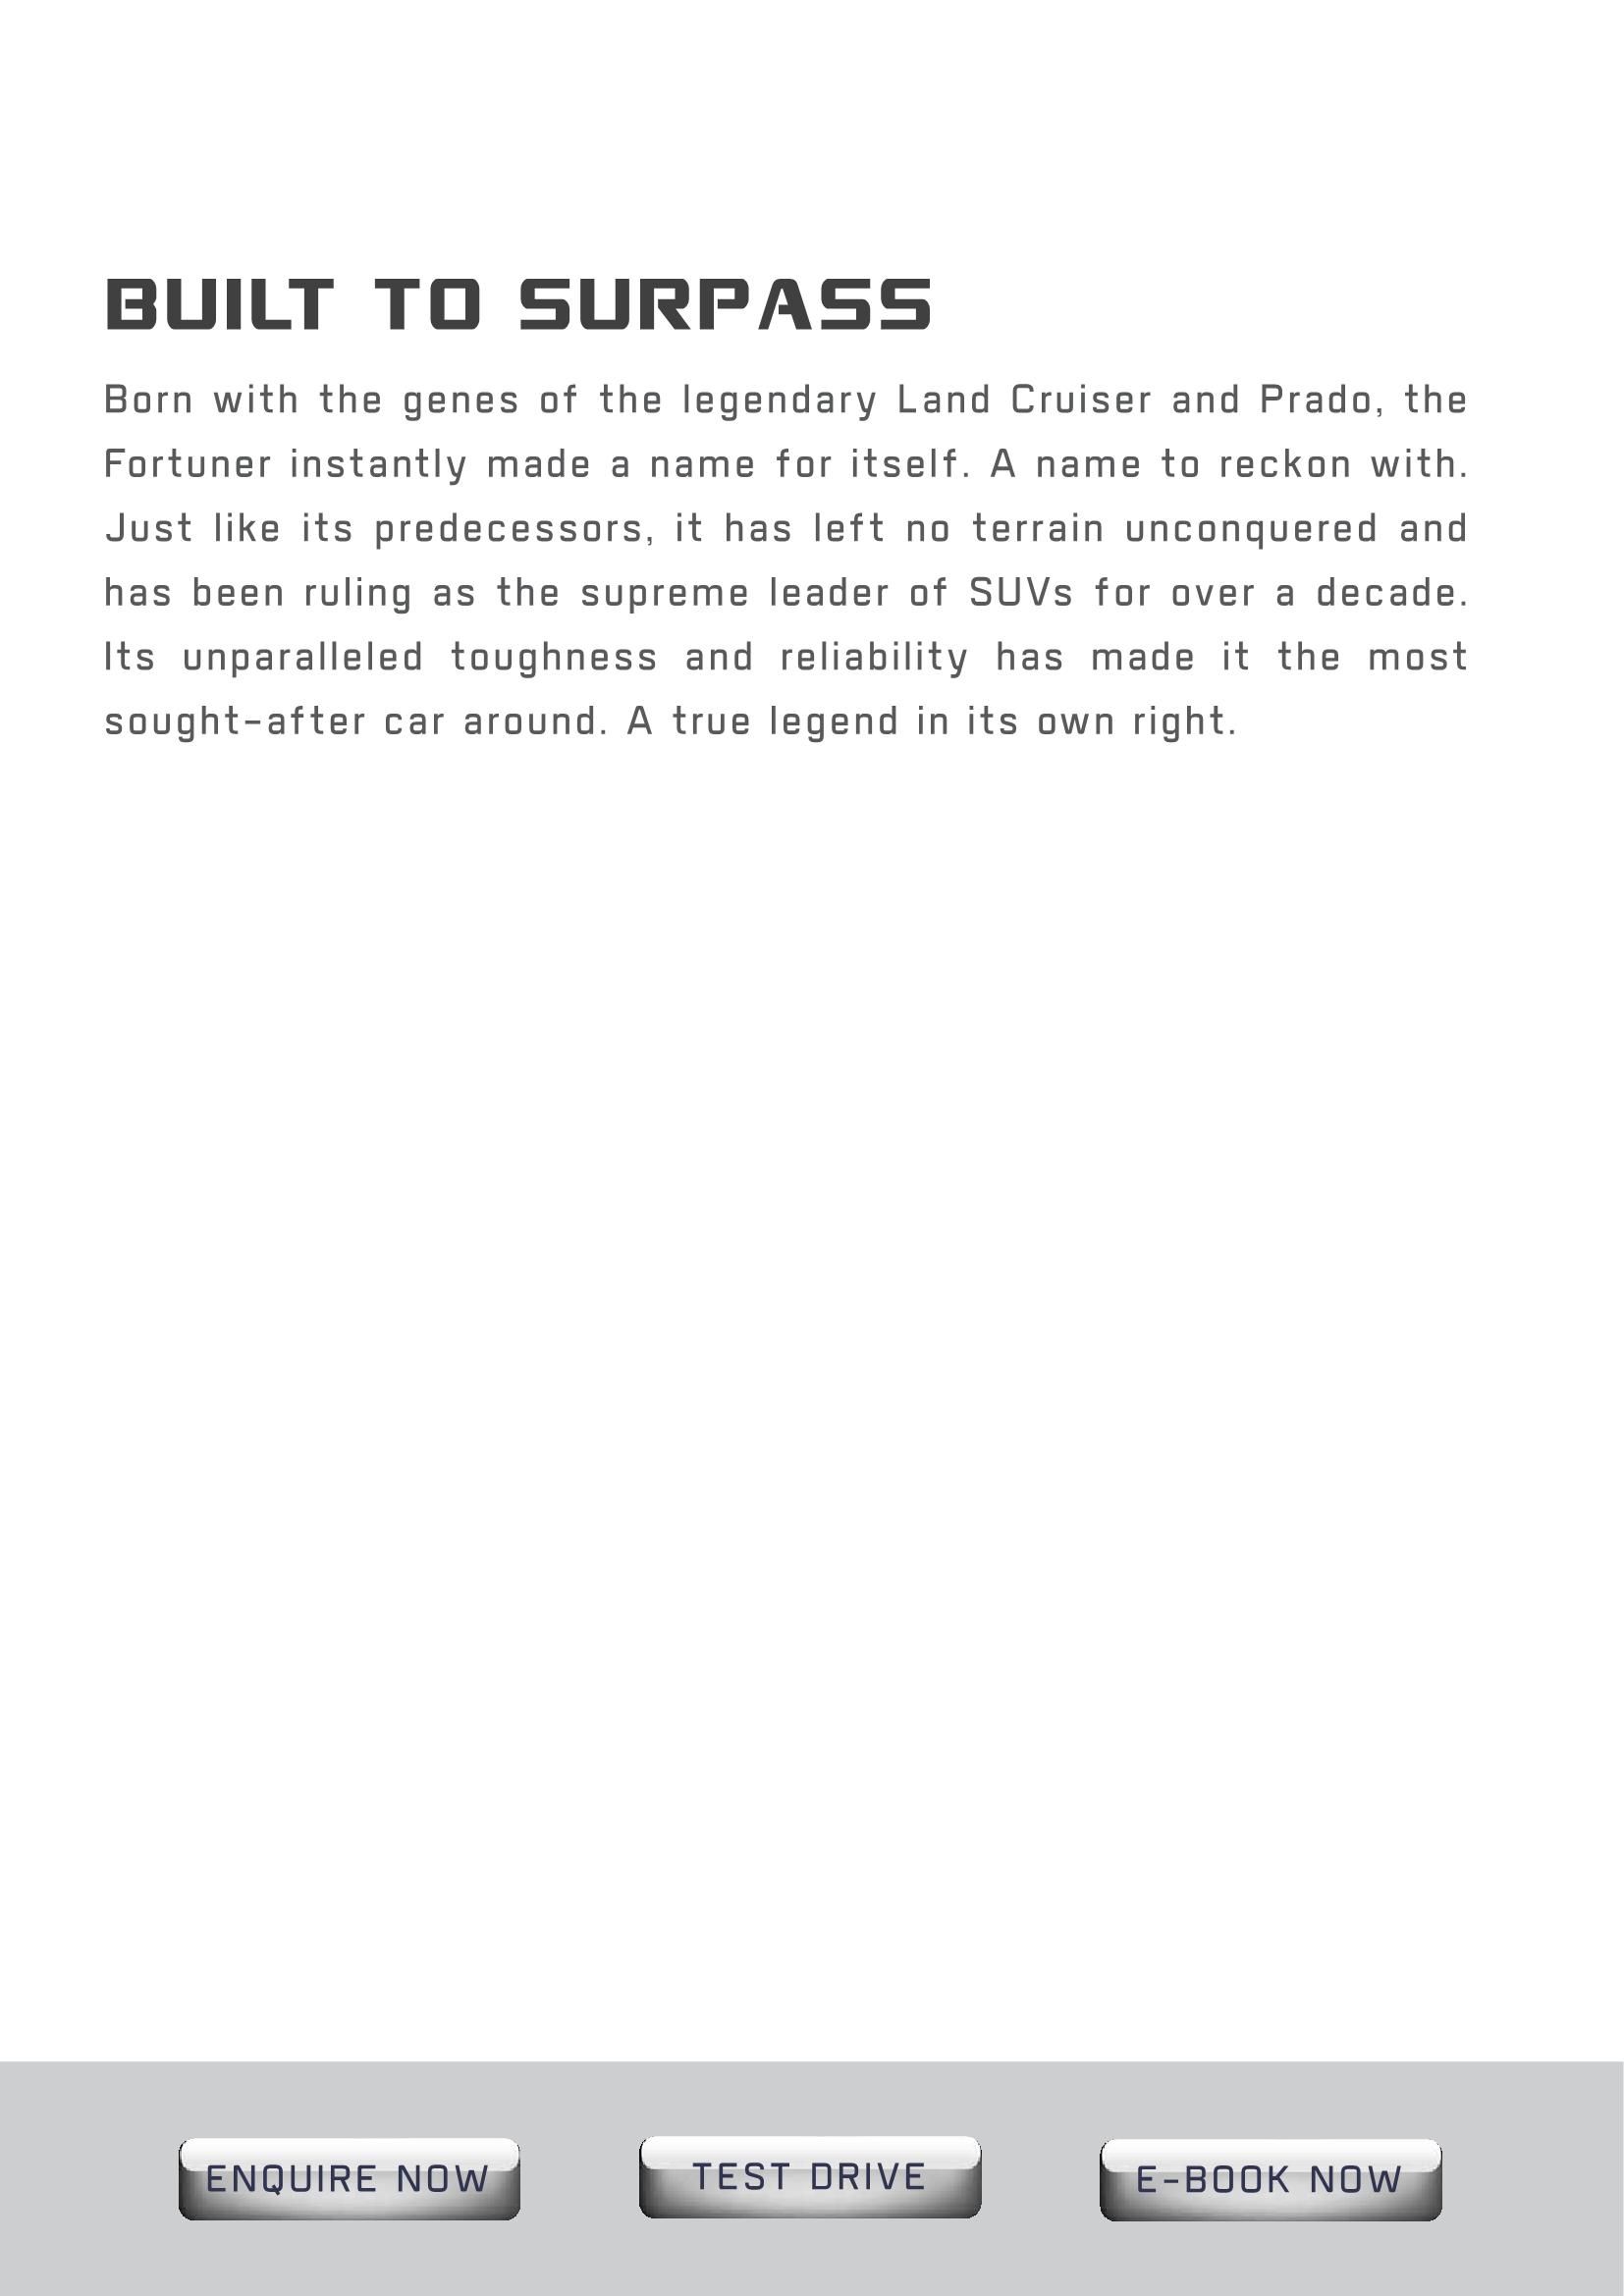 BUILT TO SURPASS
Born with the genes of the legendary Land Cruiser and Prado, the
Fortuner instantly made a name for itself. A name to reckon with.
Just like its predecessors, it has left no terrain unconquered and
has been ruling as the supreme leader of SUVs for over a decade.
Its unparalleled toughness and reliability has made it the most
sought-after car around. A true legend in its own right.
ENQUIRE NOW
TEST DRIVE
E-BOOK NOW